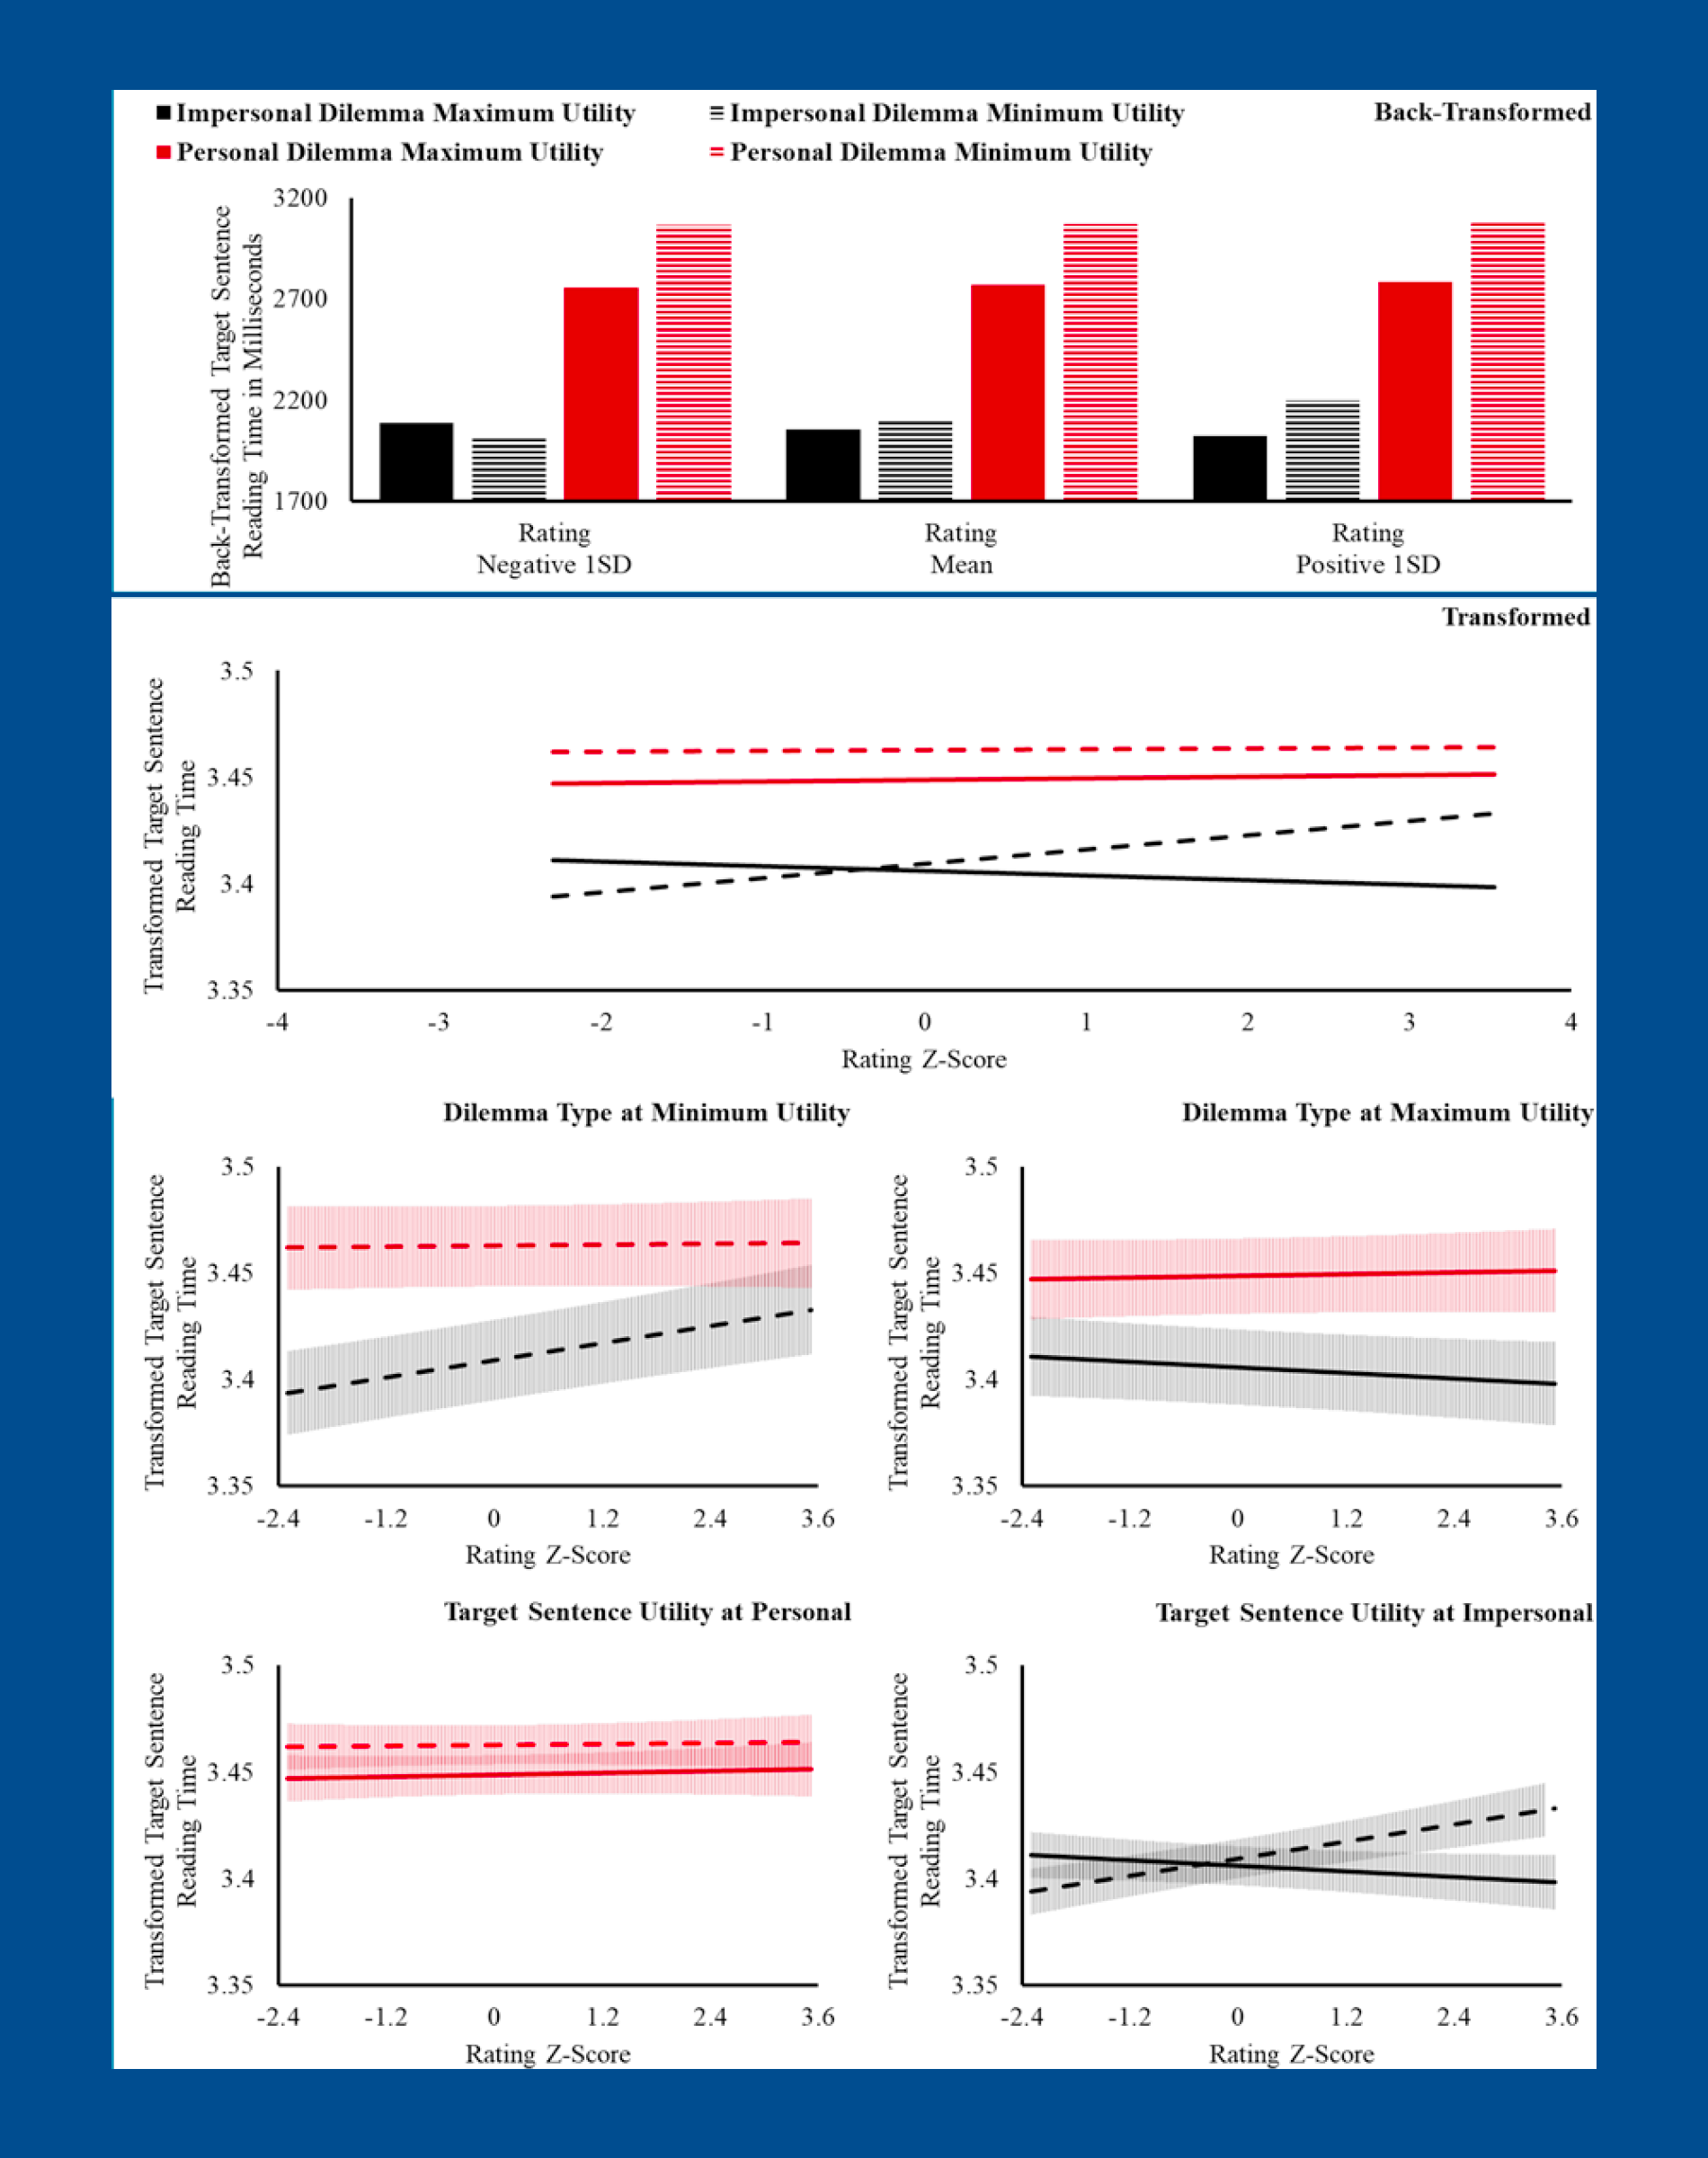 Impersonal Dilemma Maximum Utility
Impersonal Dilemma Minimum Utility
Back-Transformed
Personal Dilemma Maximum Utility
Personal Dilemma Minimum Utility
Back-Transformed Target Sentence
Reading Time in Milliseconds
3200
2700
2200
1700
Rating
Negative 1SD
Rating
Mean
Rating
Positive 1SD
Transformed
Transformed Target Sentence
Reading Time
3.5
3.45
3.4
3.35
-4 -3 -2 -1 0 1 2 3 4
Rating Z-Score
Dilemma Type at Minimum Utility
Transformed Target Sentence
Reading Time
3.5
3.45
3.4
3.35
-2.4 -1.2 0 1.2 2.4 3.6
Rating Z-Score
Dilemma Type at Maximum Utility
Transformed Target Sentence
Reading Time
3.5
3.45
3.4
3.35
-2.4 -1.2 0 1.2 2.4 3.6
Rating Z-Score
Target Sentence Utility at Personal
Transformed Target Sentence
Reading Time
3.5
3.45
3.4
3.35
-2.4 -1.2 0 1.2 2.4 3.6
Rating Z-Score
Target Sentence Utility at Impersonal
Transformed Target Sentence
Reading Time
3.5
3.45
3.4
3.35
-2.4 -1.2 0 1.2 2.4 3.6
Rating Z-Score